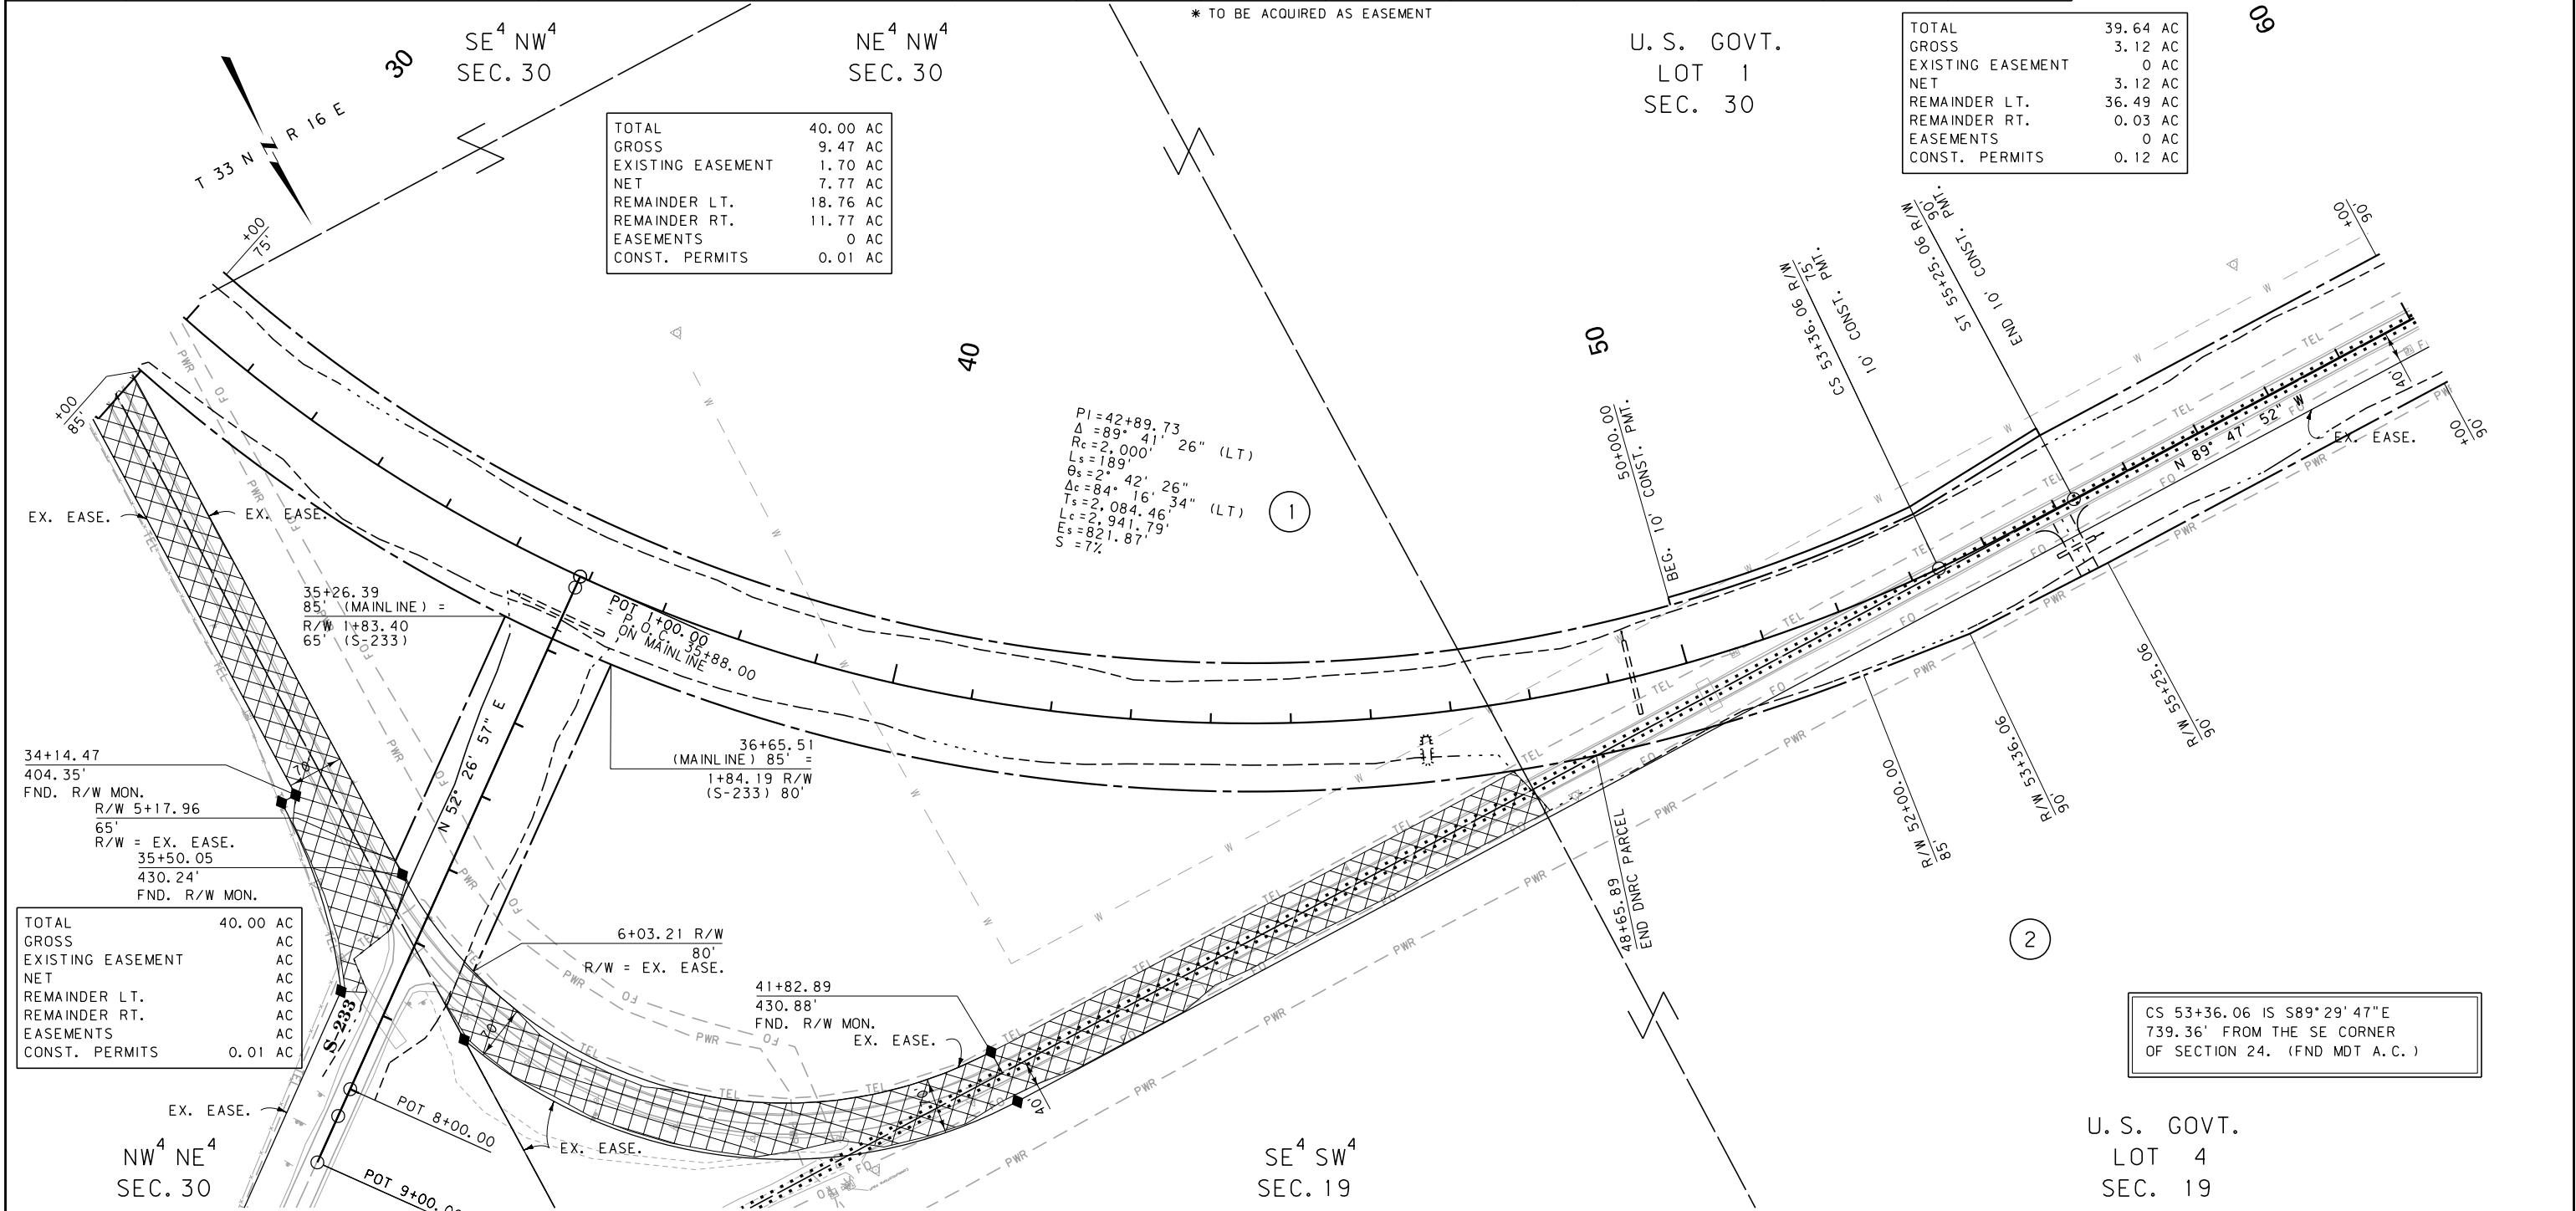 * TO BE ACQUIRED AS EASEMENT
30
SE4 NW4
SEC. 30
NE4 NW4
SEC. 30
U.S. GOVT.
LOT 1
SEC. 30
60
TOTAL 39.64 AC
GROSS 3.12 AC
EXISTING EASEMENT 0 AC
NET 3.12 AC
REMAINDER LT. 36.49 AC
REMAINDER RT. 0.03 AC
EASEMENTS 0 AC
CONST. PERMITS 0.12 AC
T 33 N R 16 E
N
TOTAL 40.00 AC
GROSS 9.47 AC
EXISTING EASEMENT 1.70 AC
NET 7.77 AC
REMAINDER LT. 18.76 AC
REMAINDER RT. 11.77 AC
EASEMENTS 0 AC
CONST. PERMITS 0.01 AC
+00
75'
+00
85'
40
50
PI=42+89.73
Δ =89° 41' 26" (LT)
Rc=2,000'
Ls=189'
θs=2° 42' 26"
Δc=84° 16' 34" (LT)
Ts=2,084.46'
Lc=2,941.79'
Es=821.87'
S =7%
1
50+00.00
BEG. 10' CONST. PMT.
CS 53+36.06 R/W
75'
10' CONST. PMT.
ST 55+25.06 R/W
90'
END 10' CONST. PMT.
+00
90'
40'
N 89° 47' 52" W
EX. EASE.
+00
90'
EX. EASE.
EX. EASE.
35+26.39
85' (MAINLINE) =
R/W 1+83.40
65' (S-233)
POT 1+00.00
= P.O.C. 35+88.00
ON MAINLINE
N 52° 26' 57" E
36+65.51
(MAINLINE) 85' =
1+84.19 R/W
(S-233) 80'
34+14.47
404.35'
FND. R/W MON.
70'
R/W 5+17.96
65'
R/W = EX. EASE.
35+50.05
430.24'
FND. R/W MON.
TOTAL 40.00 AC
GROSS AC
EXISTING EASEMENT AC
NET AC
REMAINDER LT. AC
REMAINDER RT. AC
EASEMENTS AC
CONST. PERMITS 0.01 AC
6+03.21 R/W
80'
R/W = EX. EASE.
41+82.89
430.88'
FND. R/W MON.
EX. EASE.
70'
40'
48+65.89
END DNRC PARCEL
R/W 52+00.00
85'
R/W 53+36.06
90'
R/W 55+25.06
90'
2
CS 53+36.06 IS S89°29'47"E
739.36' FROM THE SE CORNER
OF SECTION 24. (FND MDT A.C.)
S-233
EX. EASE.
POT 8+00.00
EX. EASE.
NW4 NE4
SEC. 30
SE4 SW4
SEC. 19
U.S. GOVT.
LOT 4
SEC. 19
PWR
FO
TEL
W